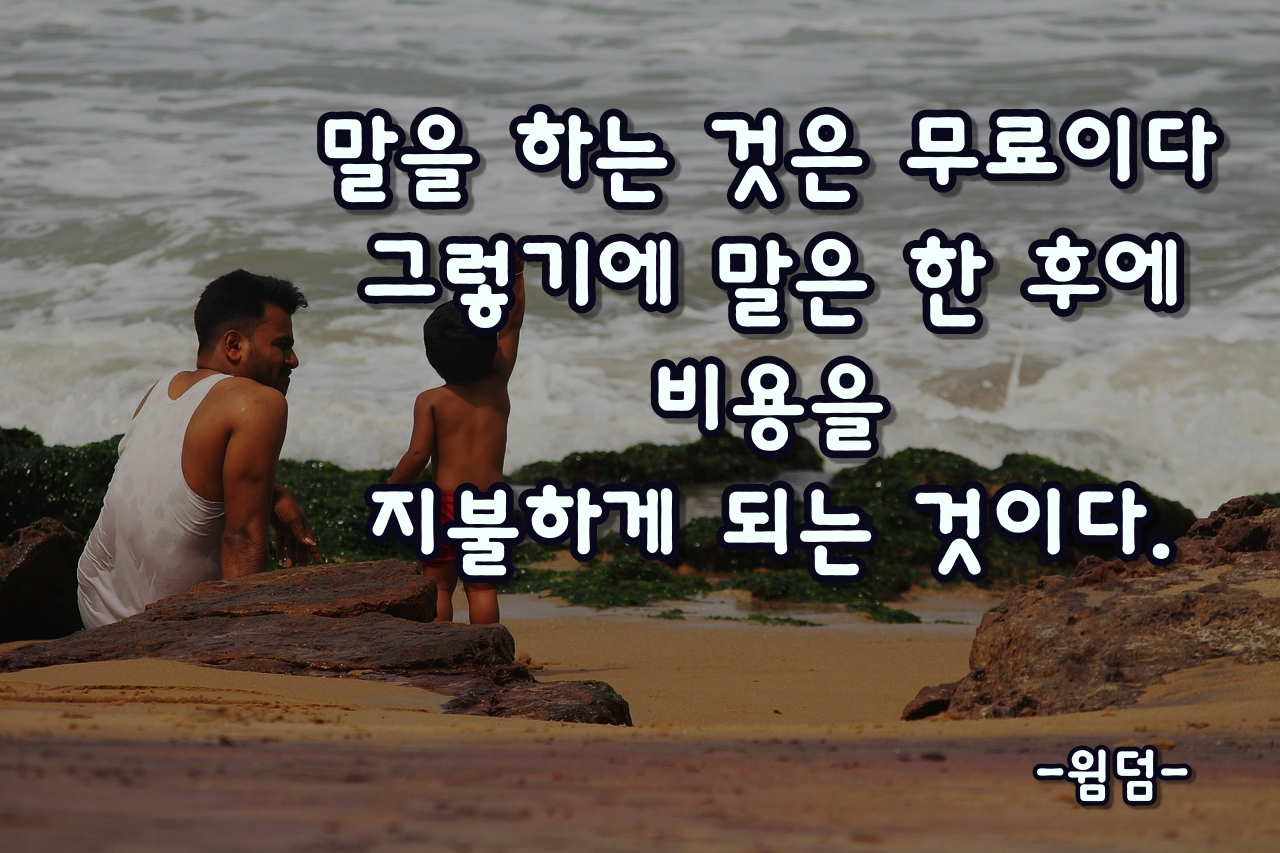 말을 하는 것은 무료이다
그렇기에 말은 한 후에
비용을
지불하게 되는 것이다.
-웜덤-